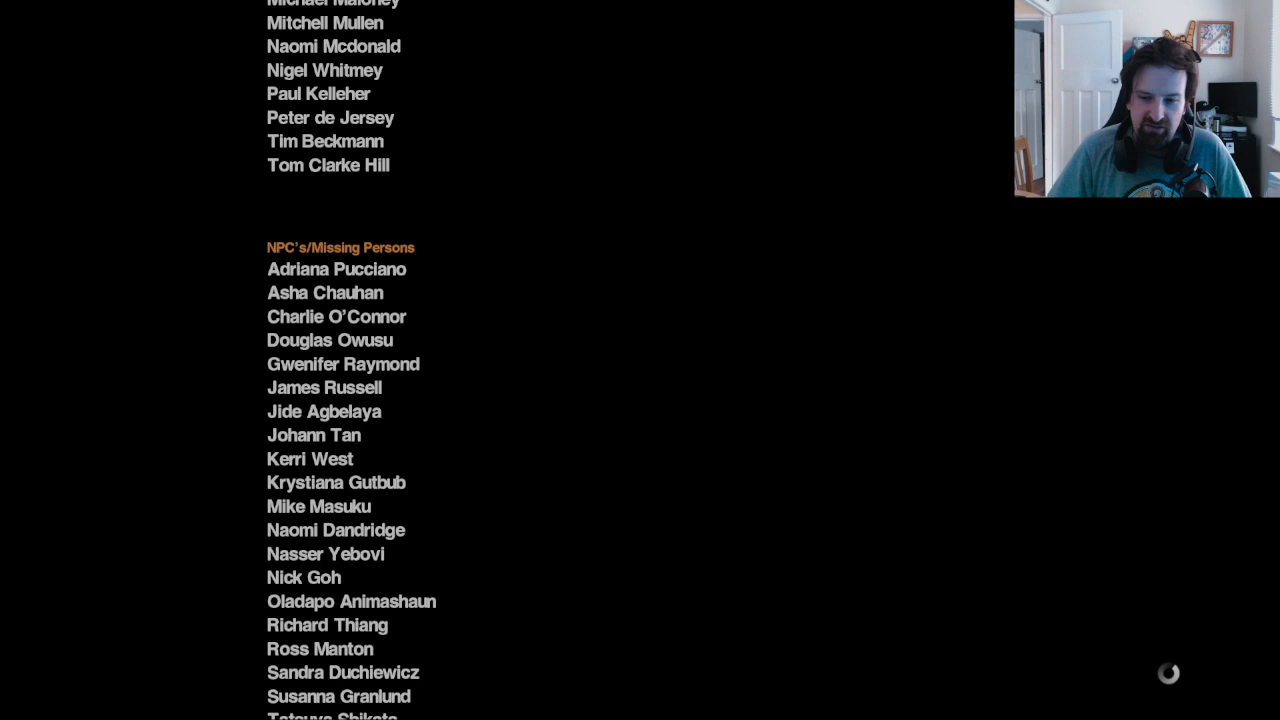 Michael Maloney
Mitchell Mullen
Naomi Mcdonald
Nigel Whitmey
Paul Kelleher
Peter de Jersey
Tim Beckmann
Tom Clarke Hill
NPC's/Missing Persons
Adriana Pucciano
Asha Chauhan
Charlie O'Connor
Douglas Owusu
Gwenifer Raymond
James Russell
Jide Agbelaya
Johann Tan
Kerri West
Krystiana Gutbub
Mike Masuku
Naomi Dandridge
Nasser Yebovi
Nick Goh
Oladapo Animashaun
Richard Thiang
Ross Manton
Sandra Duchiewicz
Susanna Granlund